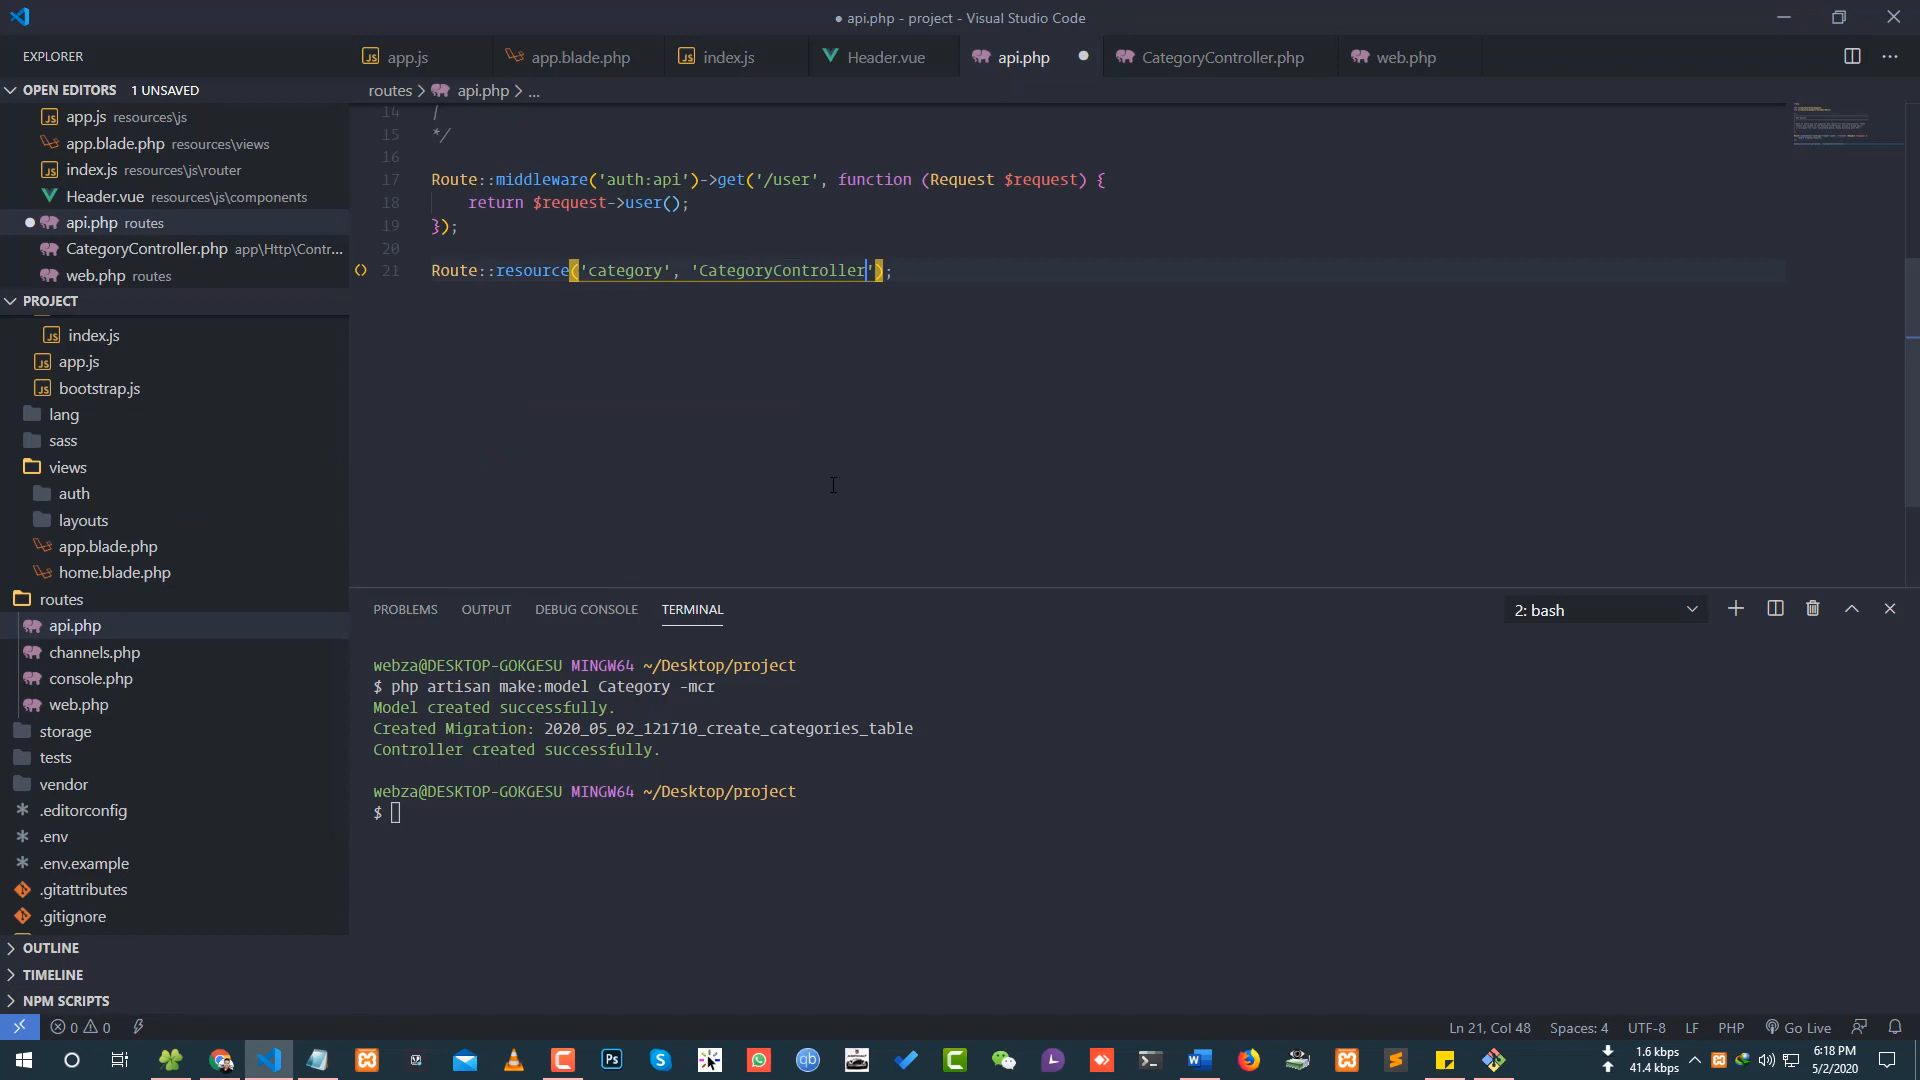 ● api.php - project - Visual Studio Code
EXPLORER
app.js
app.blade.php
index.js
Header.vue
api.php
CategoryController.php
web.php
OPEN EDITORS 1 UNSAVED
routes > api.php > ...
app.js resources\js
app.blade.php resources\views
index.js resources\js\router
Header.vue resources\js\components
api.php routes
CategoryController.php app\Http\Contr...
web.php routes
PROJECT
index.js
app.js
bootstrap.js
lang
sass
views
auth
layouts
app.blade.php
home.blade.php
routes
api.php
channels.php
console.php
web.php
storage
tests
vendor
.editorconfig
.env
.env.example
.gitattributes
.gitignore
OUTLINE
TIMELINE
NPM SCRIPTS
14 |
15 */
16
17 Route::middleware('auth:api')->get('/user', function (Request $request) {
18 return $request->user();
19 });
20
21 Route::resource('category', 'CategoryController');
PROBLEMS OUTPUT DEBUG CONSOLE TERMINAL
2: bash
webza@DESKTOP-GOKGESU MINGW64 ~/Desktop/project
$ php artisan make:model Category -mcr
Model created successfully.
Created Migration: 2020_05_02_121710_create_categories_table
Controller created successfully.
webza@DESKTOP-GOKGESU MINGW64 ~/Desktop/project
$
0 0
Ln 21, Col 48 Spaces: 4 UTF-8 LF PHP Go Live
1.6 kbps
41.4 kbps
6:18 PM
5/2/2020